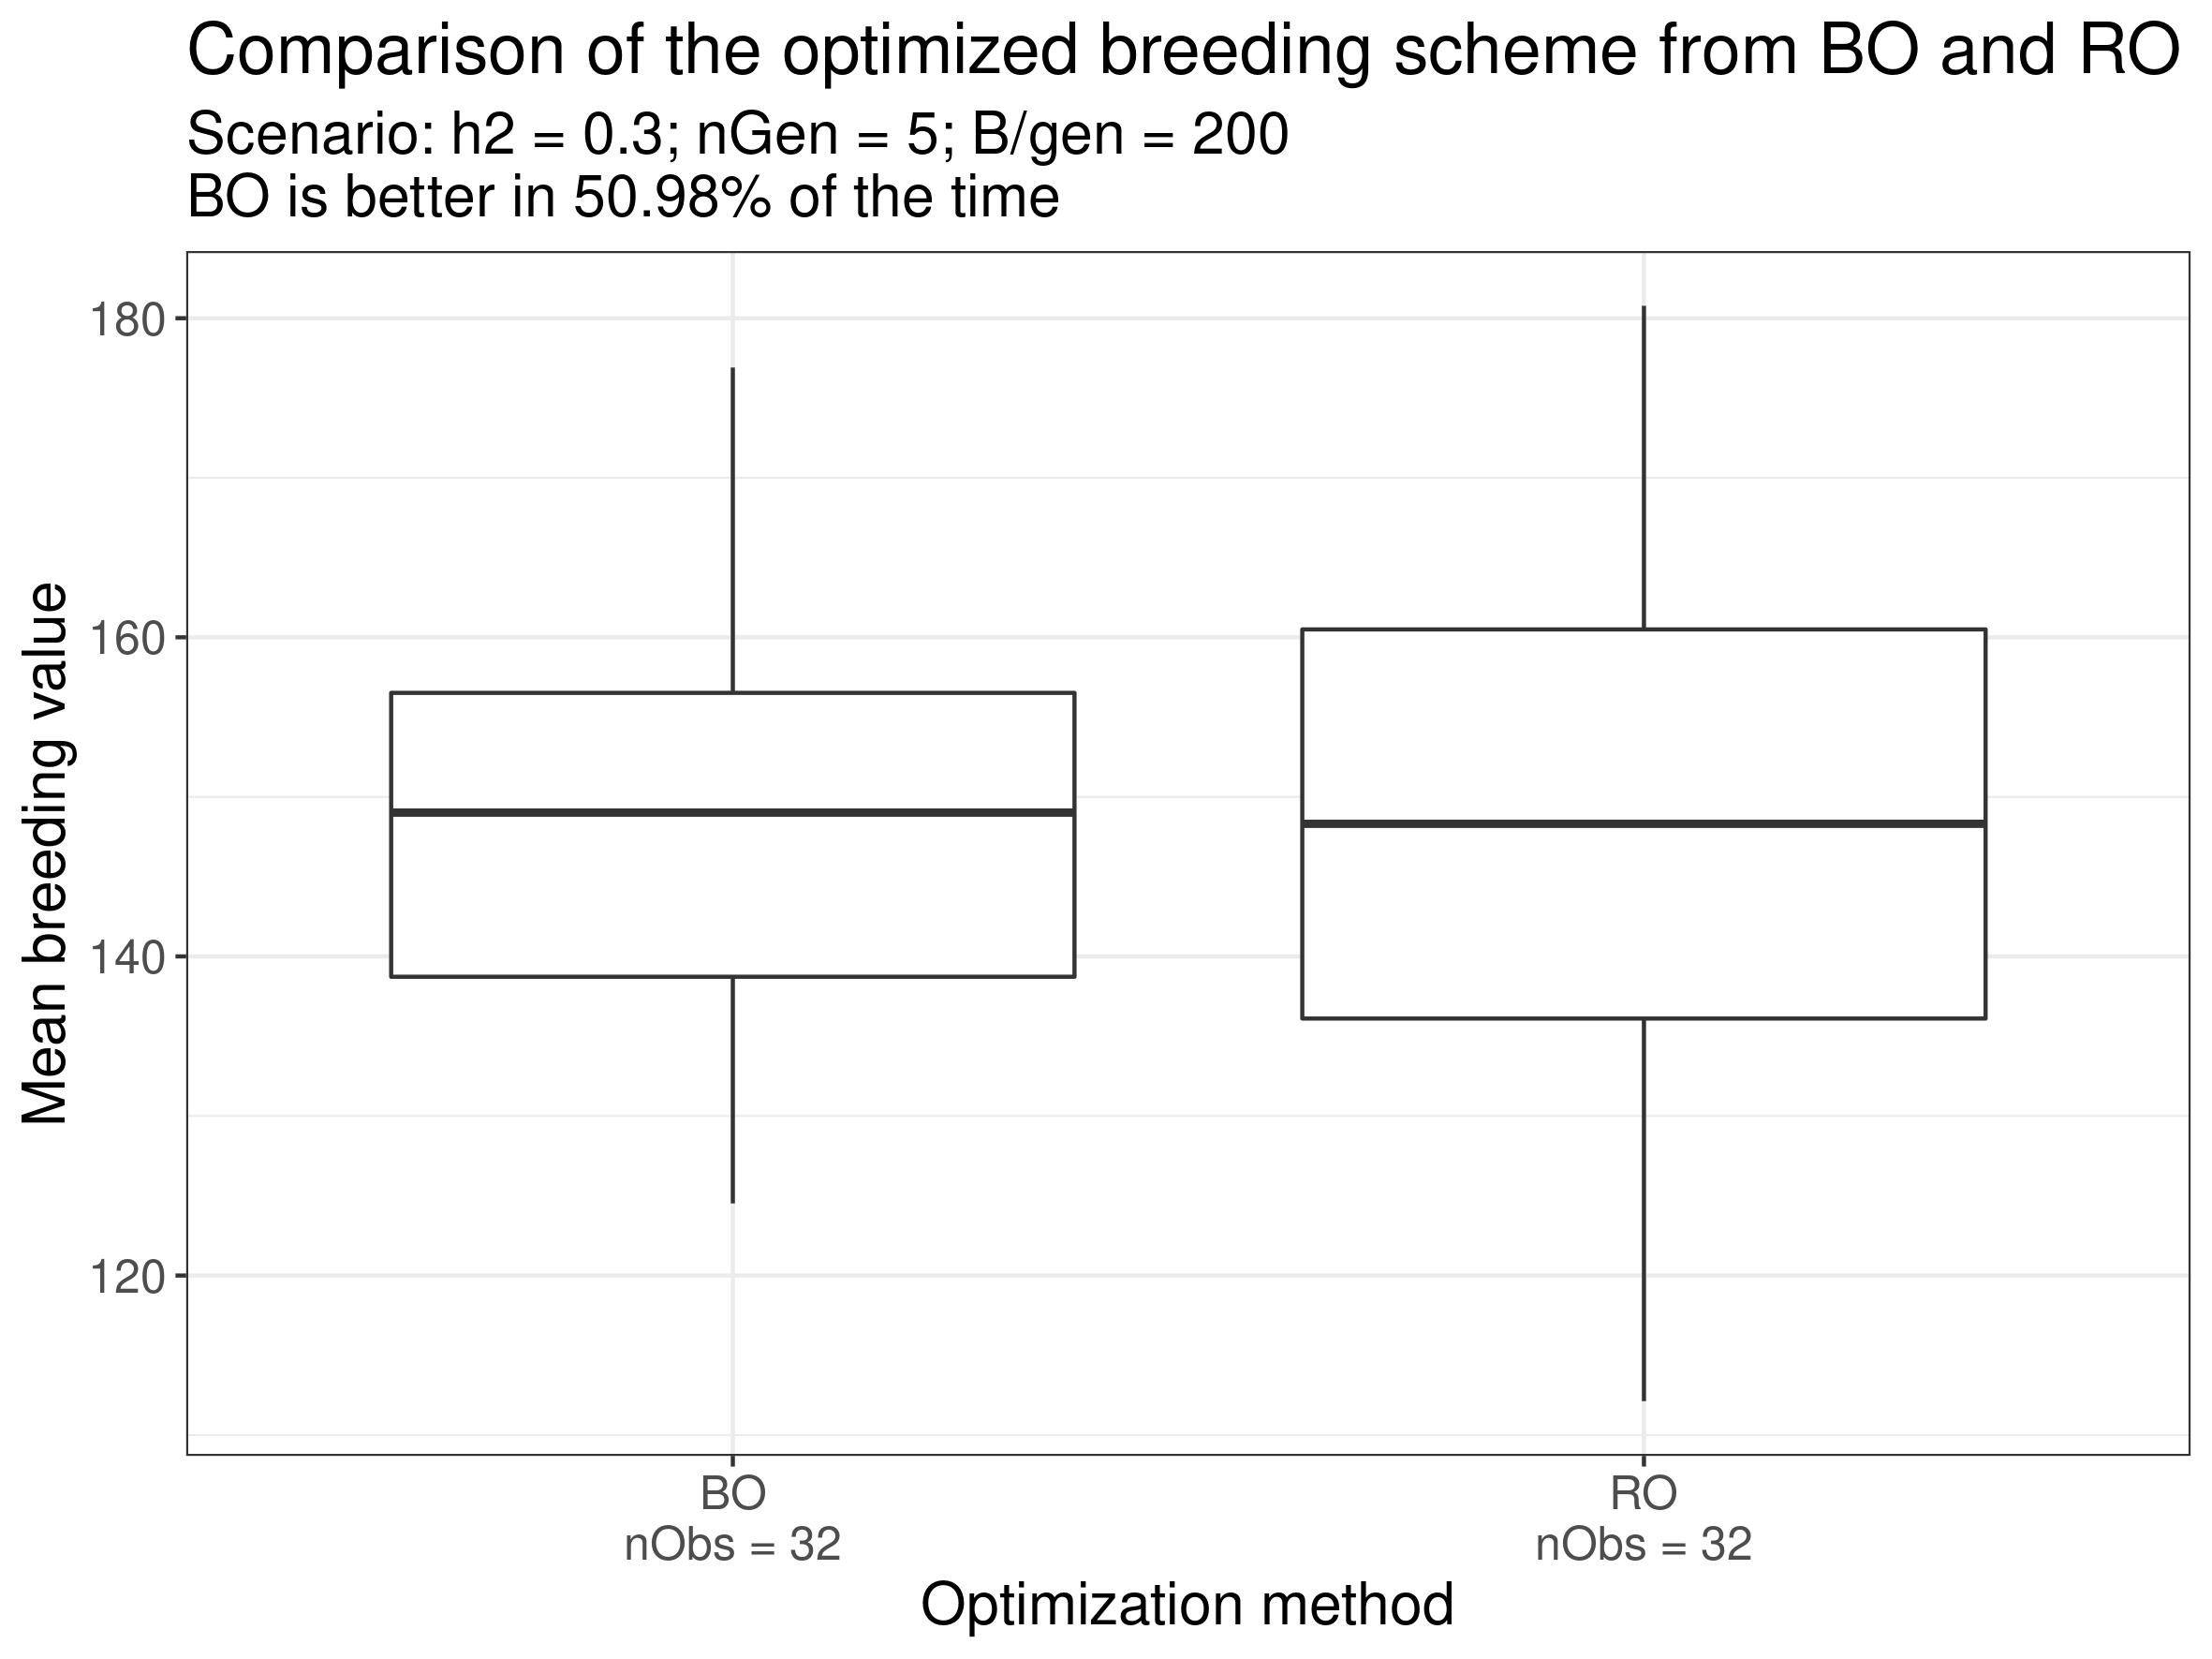 Comparison of the optimized breeding scheme from BO and RO
Scenario: h2 = 0.3; nGen = 5; B/gen = 200
BO is better in 50.98% of the time
Mean breeding value
180
160
140
120
BO
nObs = 32
RO
nObs = 32
Optimization method